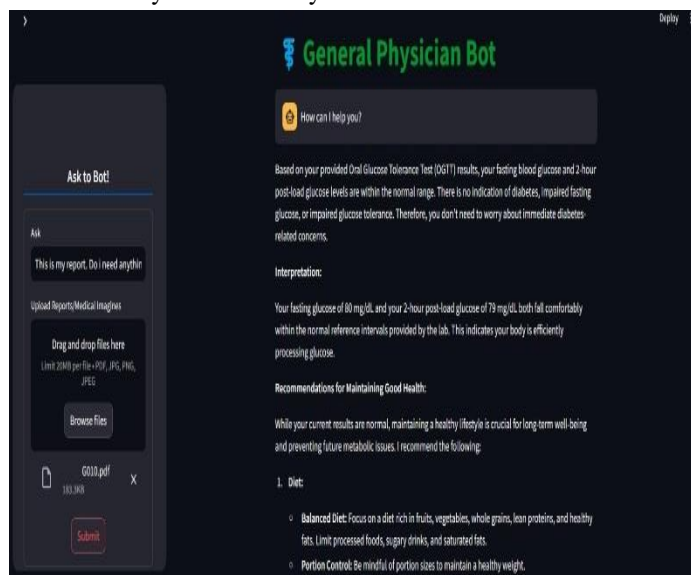 Deploy
General Physician Bot
How can I help you?
Ask to Bot!
Ask
This is my report. Do i need anythin
Upload Reports/Medical Imagines
Drag and drop files here
Limit 20MB per file • PDF, JPG, PNG,
JPEG
Browse files
G010.pdf
183.3KB
Submit
Based on your provided Oral Glucose Tolerance Test (OGTT) results, your fasting blood glucose and 2-hour
post-load glucose levels are within the normal range. There is no indication of diabetes, impaired fasting
glucose, or impaired glucose tolerance. Therefore, you don't need to worry about immediate diabetes-
related concerns.
Interpretation:
Your fasting glucose of 80 mg/dL and your 2-hour post-load glucose of 79 mg/dL both fall comfortably
within the normal reference intervals provided by the lab. This indicates your body is efficiently
processing glucose.
Recommendations for Maintaining Good Health:
While your current results are normal, maintaining a healthy lifestyle is crucial for long-term well-being
and preventing future metabolic issues. I recommend the following:
1. Diet:
Balanced Diet: Focus on a diet rich in fruits, vegetables, whole grains, lean proteins, and healthy
fats. Limit processed foods, sugary drinks, and saturated fats.
Portion Control: Be mindful of portion sizes to maintain a healthy weight.